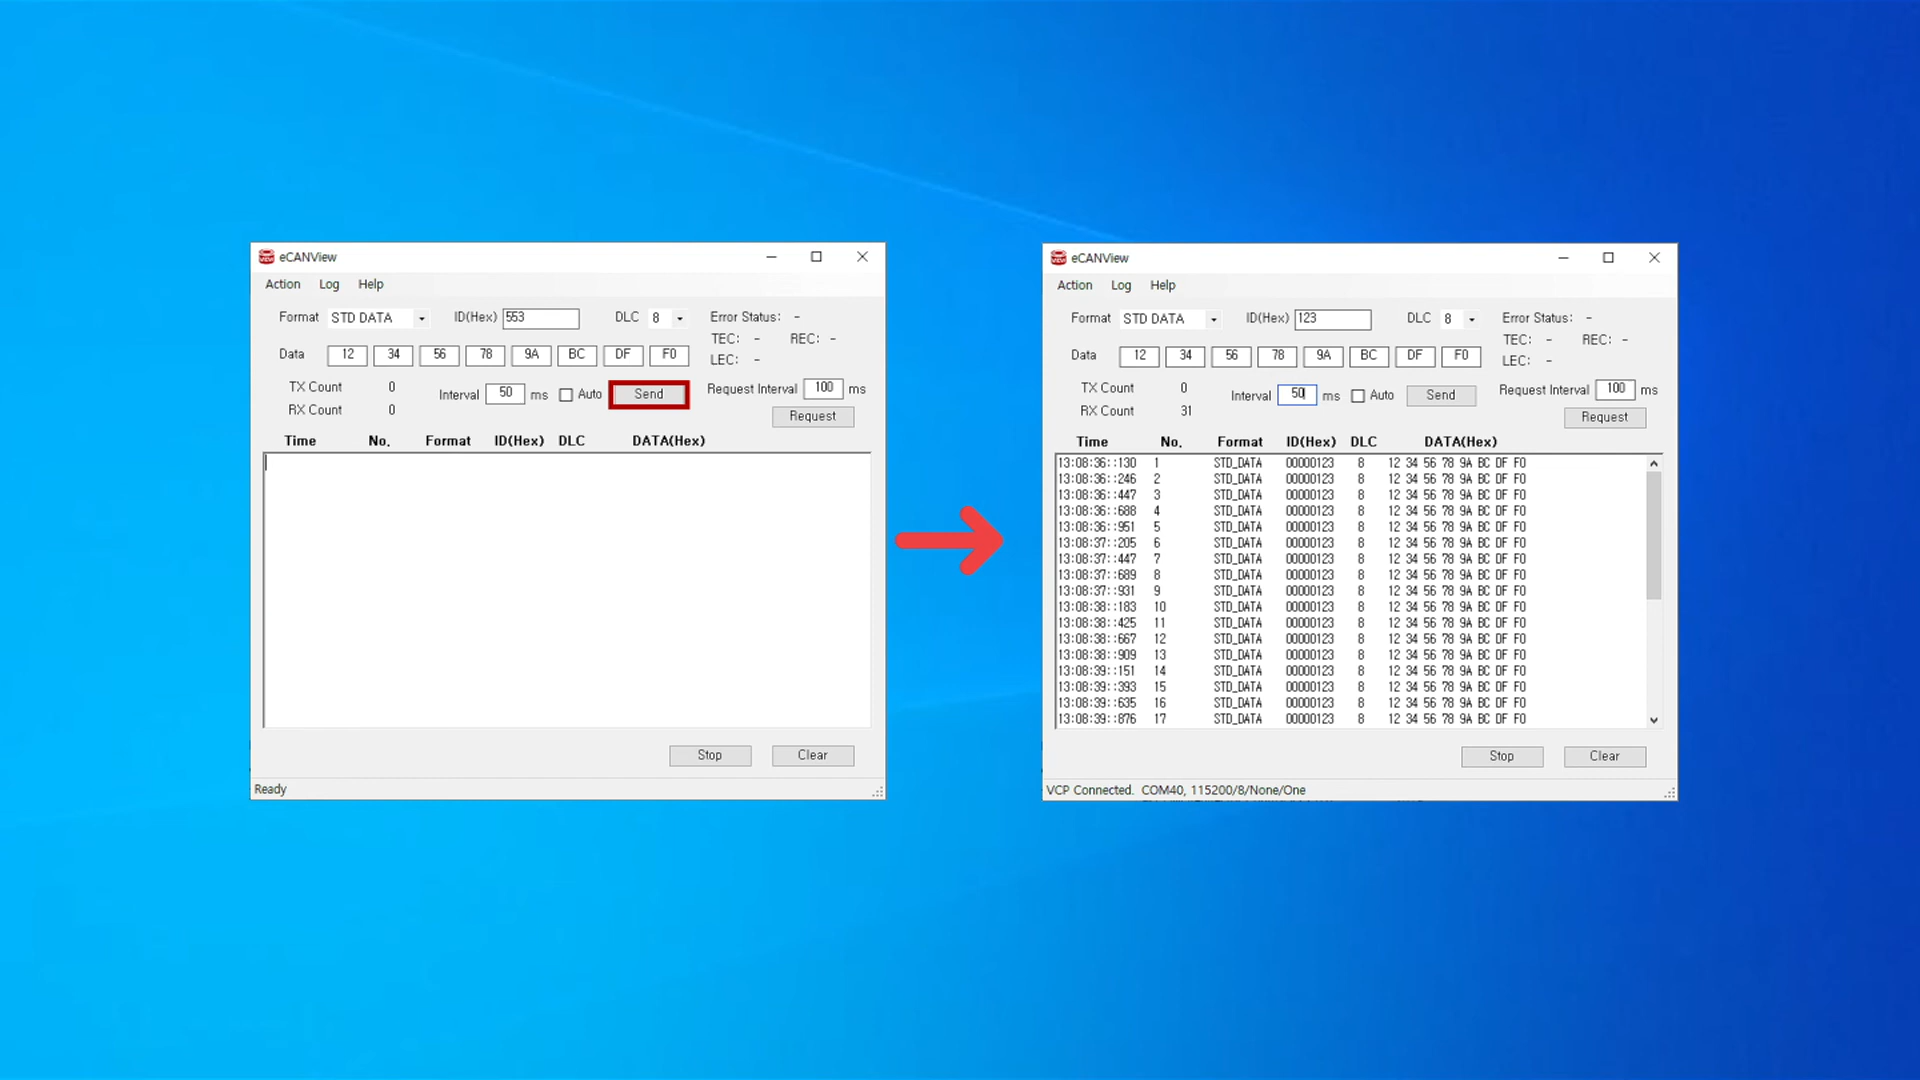 eCANView
Action Log Help
Format STD DATA ID(Hex) 553 DLC 8 Error Status: -
TEC: - REC: -
Data 12 34 56 78 9A BC DF F0
LEC: -
TX Count 0
Interval 50 ms Auto Send Request Interval 100 ms
RX Count 0
Request
Time No. Format ID(Hex) DLC DATA(Hex)
Stop Clear
Ready
eCANView
Action Log Help
Format STD DATA ID(Hex) 123 DLC 8 Error Status: -
TEC: - REC: -
Data 12 34 56 78 9A BC DF F0
LEC: -
TX Count 0
Interval 50 ms Auto Send Request Interval 100 ms
RX Count 31
Request
Time No. Format ID(Hex) DLC DATA(Hex)
13:08:36::130 1 STD_DATA 00000123 8 12 34 56 78 9A BC DF F0
13:08:36::246 2 STD_DATA 00000123 8 12 34 56 78 9A BC DF F0
13:08:36::447 3 STD_DATA 00000123 8 12 34 56 78 9A BC DF F0
13:08:36::688 4 STD_DATA 00000123 8 12 34 56 78 9A BC DF F0
13:08:36::951 5 STD_DATA 00000123 8 12 34 56 78 9A BC DF F0
13:08:37::205 6 STD_DATA 00000123 8 12 34 56 78 9A BC DF F0
13:08:37::447 7 STD_DATA 00000123 8 12 34 56 78 9A BC DF F0
13:08:37::689 8 STD_DATA 00000123 8 12 34 56 78 9A BC DF F0
13:08:37::931 9 STD_DATA 00000123 8 12 34 56 78 9A BC DF F0
13:08:38::183 10 STD_DATA 00000123 8 12 34 56 78 9A BC DF F0
13:08:38::425 11 STD_DATA 00000123 8 12 34 56 78 9A BC DF F0
13:08:38::667 12 STD_DATA 00000123 8 12 34 56 78 9A BC DF F0
13:08:38::909 13 STD_DATA 00000123 8 12 34 56 78 9A BC DF F0
13:08:39::151 14 STD_DATA 00000123 8 12 34 56 78 9A BC DF F0
13:08:39::393 15 STD_DATA 00000123 8 12 34 56 78 9A BC DF F0
13:08:39::635 16 STD_DATA 00000123 8 12 34 56 78 9A BC DF F0
13:08:39::876 17 STD_DATA 00000123 8 12 34 56 78 9A BC DF F0
Stop Clear
VCP Connected. COM40, 115200/8/None/One